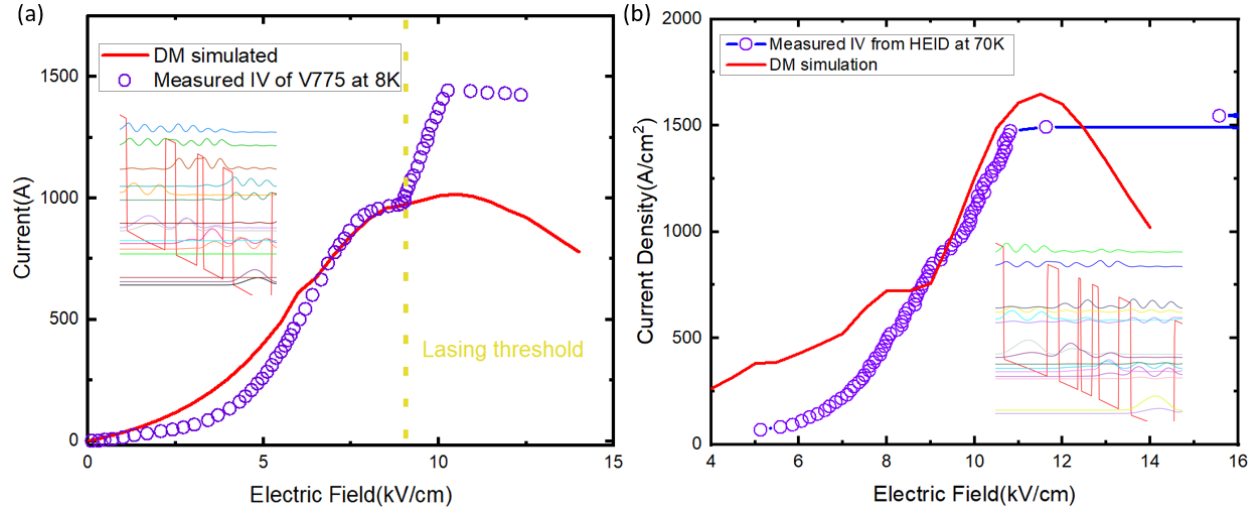 (a)
1500
1000
500
0
0
5
10
15
Current(A)
Electric Field(kV/cm)
DM simulated
Measured IV of V775 at 8K
Lasing threshold
(b)
2000
1500
1000
500
0
4
6
8
10
12
14
16
Current Density(A/cm²)
Electric Field(kV/cm)
Measured IV from HEID at 70K
DM simulation